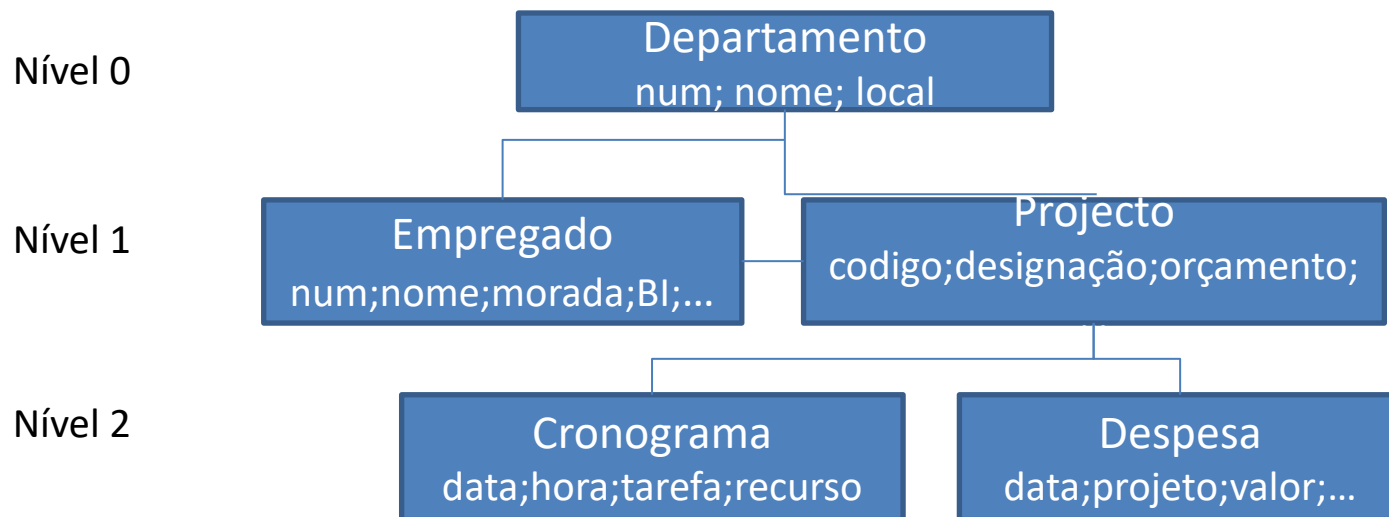 Nível 0
Departamento
num; nome; local
Nível 1
Empregado
num;nome;morada;BI;...
Projecto
codigo;designação;orçamento;
...
Nível 2
Cronograma
data;hora;tarefa;recurso
Despesa
data;projeto;valor;...